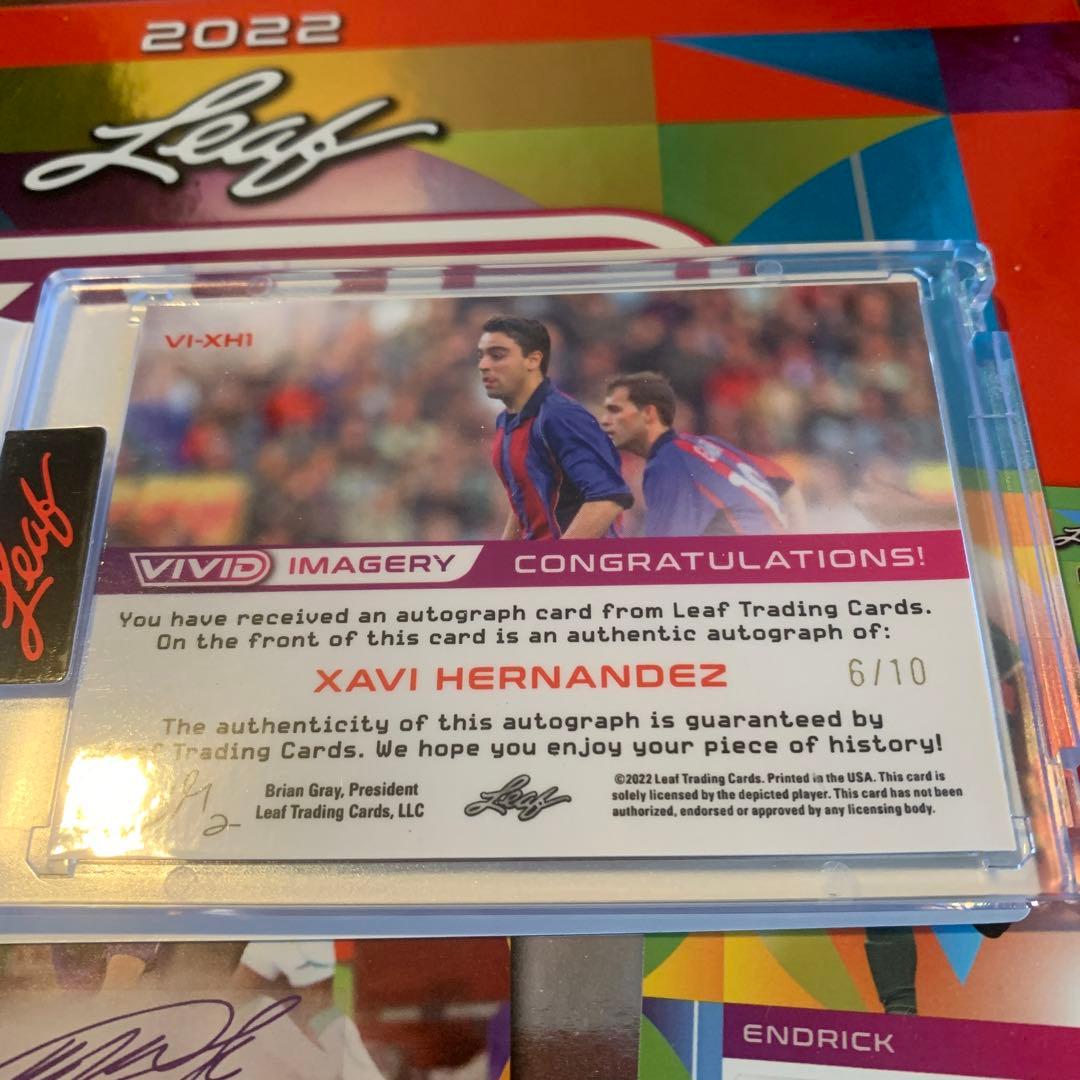 2022
Leaf
VI-XH1
Leaf
VIVID IMAGERY CONGRATULATIONS!
You have received an autograph card from Leaf Trading Cards.
On the front of this card is an authentic autograph of:
XAVI HERNANDEZ 6/10
The authenticity of this autograph is guaranteed by
Leaf Trading Cards. We hope you enjoy your piece of history!
Brian Gray, President
Leaf Trading Cards, LLC
Leaf
©2022 Leaf Trading Cards. Printed in the USA. This card is
solely licensed by the depicted player. This card has not been
authorized, endorsed or approved by any licensing body.
ENDRICK